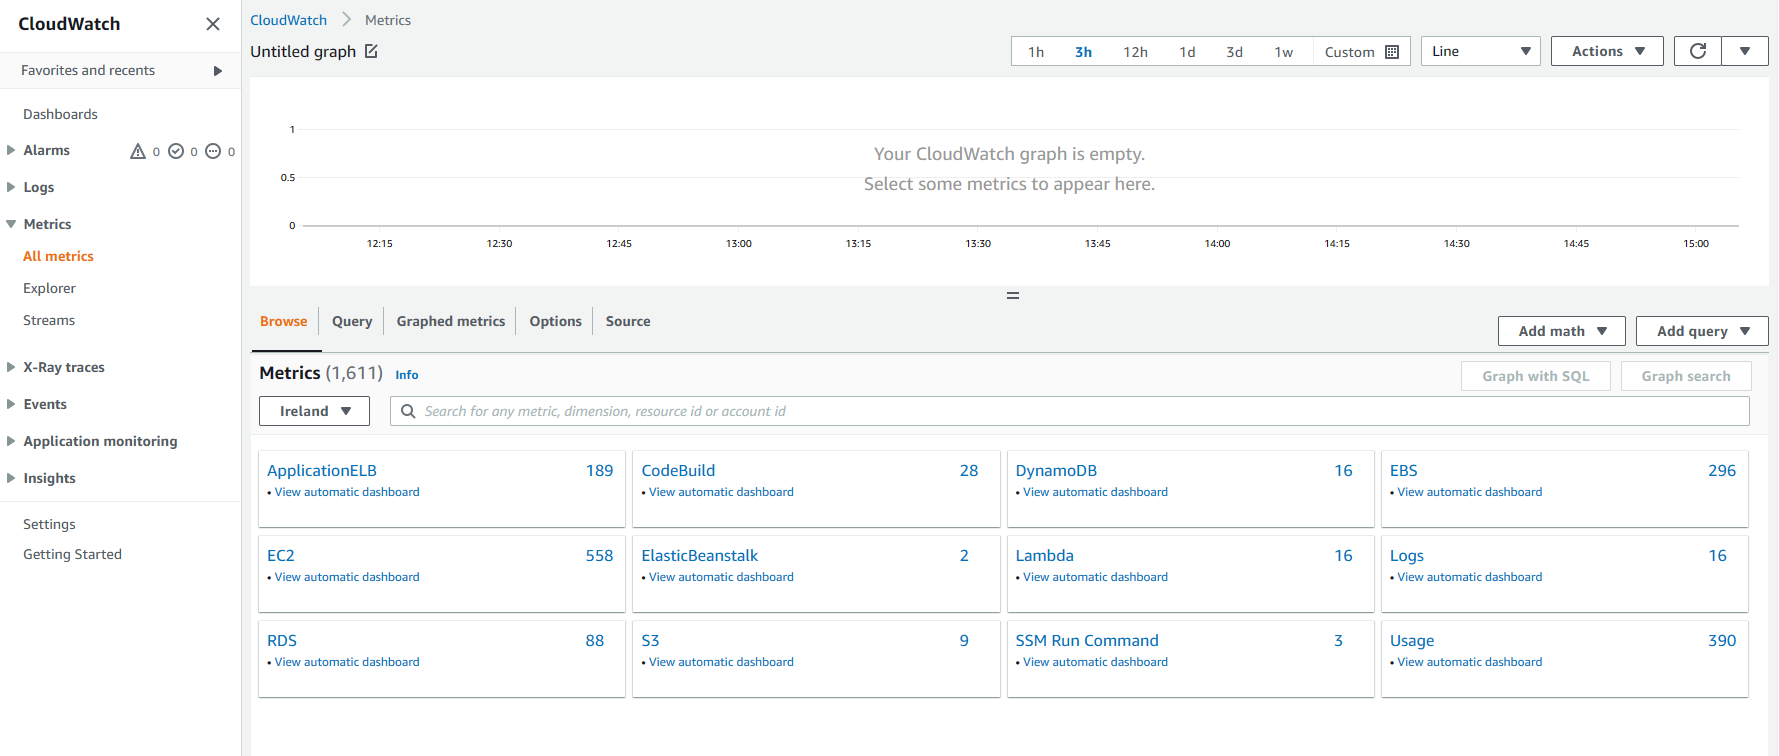 CloudWatch
Favorites and recents
Dashboards
Alarms 0 0 0
Logs
Metrics
All metrics
Explorer
Streams
X-Ray traces
Events
Application monitoring
Insights
Settings
Getting Started
CloudWatch Metrics
Untitled graph
1h 3h 12h 1d 3d 1w Custom Line Actions
1
0.5
0
Your CloudWatch graph is empty.
Select some metrics to appear here.
12:15 12:30 12:45 13:00 13:15 13:30 13:45 14:00 14:15 14:30 14:45 15:00
Browse Query Graphed metrics Options Source
Add math Add query
Metrics (1,611) Info
Graph with SQL Graph search
Ireland Search for any metric, dimension, resource id or account id
ApplicationELB 189
• View automatic dashboard
CodeBuild 28
• View automatic dashboard
DynamoDB 16
• View automatic dashboard
EBS 296
• View automatic dashboard
EC2 558
• View automatic dashboard
ElasticBeanstalk 2
• View automatic dashboard
Lambda 16
• View automatic dashboard
Logs 16
• View automatic dashboard
RDS 88
• View automatic dashboard
S3 9
• View automatic dashboard
SSM Run Command 3
• View automatic dashboard
Usage 390
• View automatic dashboard